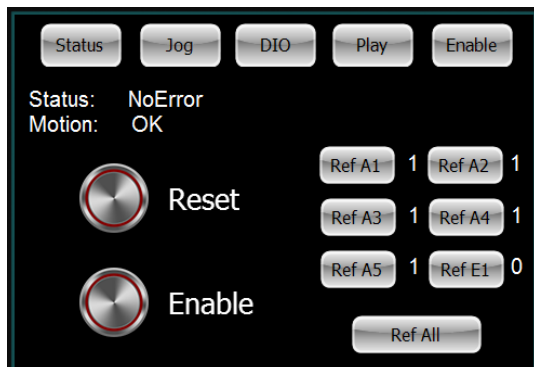 Status Jog DIO Play Enable
Status: NoError
Motion: OK
Ref A1 1 Ref A2 1
Reset
Ref A3 1 Ref A4 1
Ref A5 1 Ref E1 0
Enable
Ref All